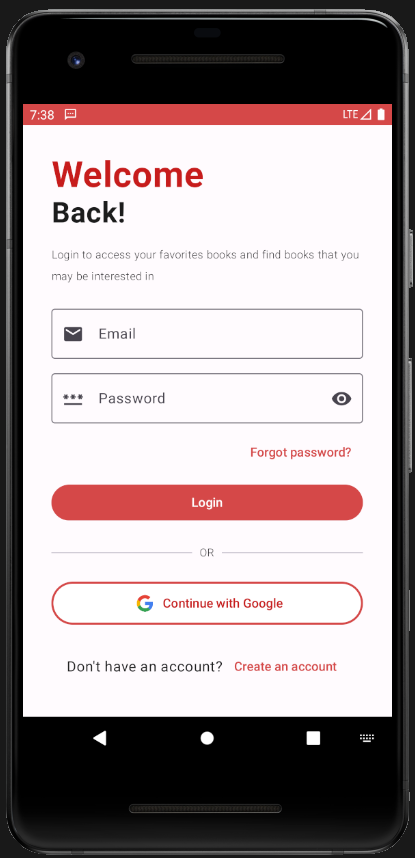 7:38 LTE
Welcome
Back!
Login to access your favorites books and find books that you
may be interested in
Email
*** Password
Forgot password?
Login
OR
G Continue with Google
Don't have an account? Create an account